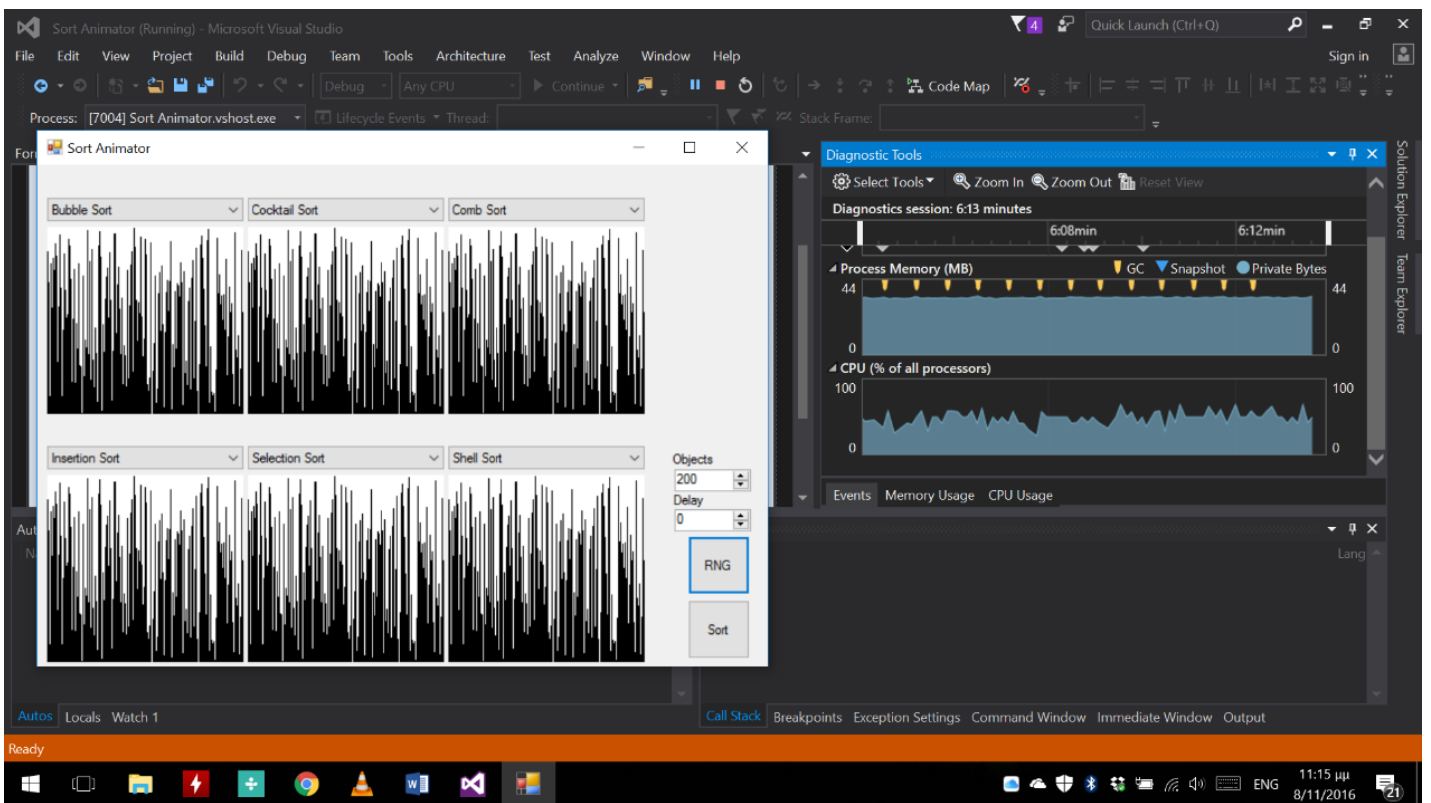 Sort Animator (Running) - Microsoft Visual Studio
4
Quick Launch (Ctrl+Q)
File Edit View Project Build Debug Team Tools Architecture Test Analyze Window Help
Sign in
Debug Any CPU Continue Code Map
Process: [7004] Sort Animator.vshost.exe Lifecycle Events Thread: Stack Frame:
Sort Animator
Bubble Sort Cocktail Sort Comb Sort
Insertion Sort Selection Sort Shell Sort
Objects
200
Delay
0
RNG
Sort
Diagnostic Tools
Select Tools Zoom In Zoom Out Reset View
Diagnostics session: 6:13 minutes
6:08min 6:12min
Process Memory (MB) GC Snapshot Private Bytes
44 44
0 0
CPU (% of all processors)
100 100
0 0
Events Memory Usage CPU Usage
Solution Explorer
Team Explorer
Lang
Autos Locals Watch 1
Call Stack Breakpoints Exception Settings Command Window Immediate Window Output
Ready
ENG
11:15 μμ
8/11/2016
21